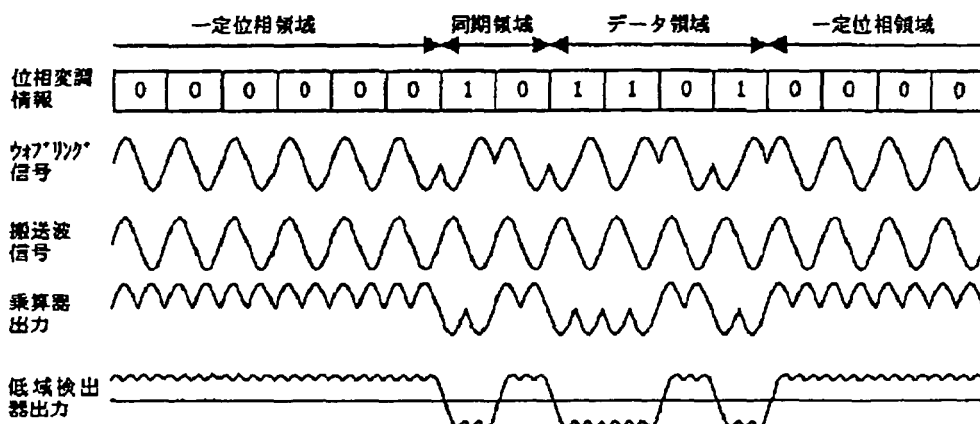 一定位相領域 同期領域 データ領域 一定位相領域
位相変調
情報
0 0 0 0 0 0 1 0 1 1 0 1 0 0 0 0
ウォブリング
信号
搬送波
信号
乗算器
出力
低域検出
器出力